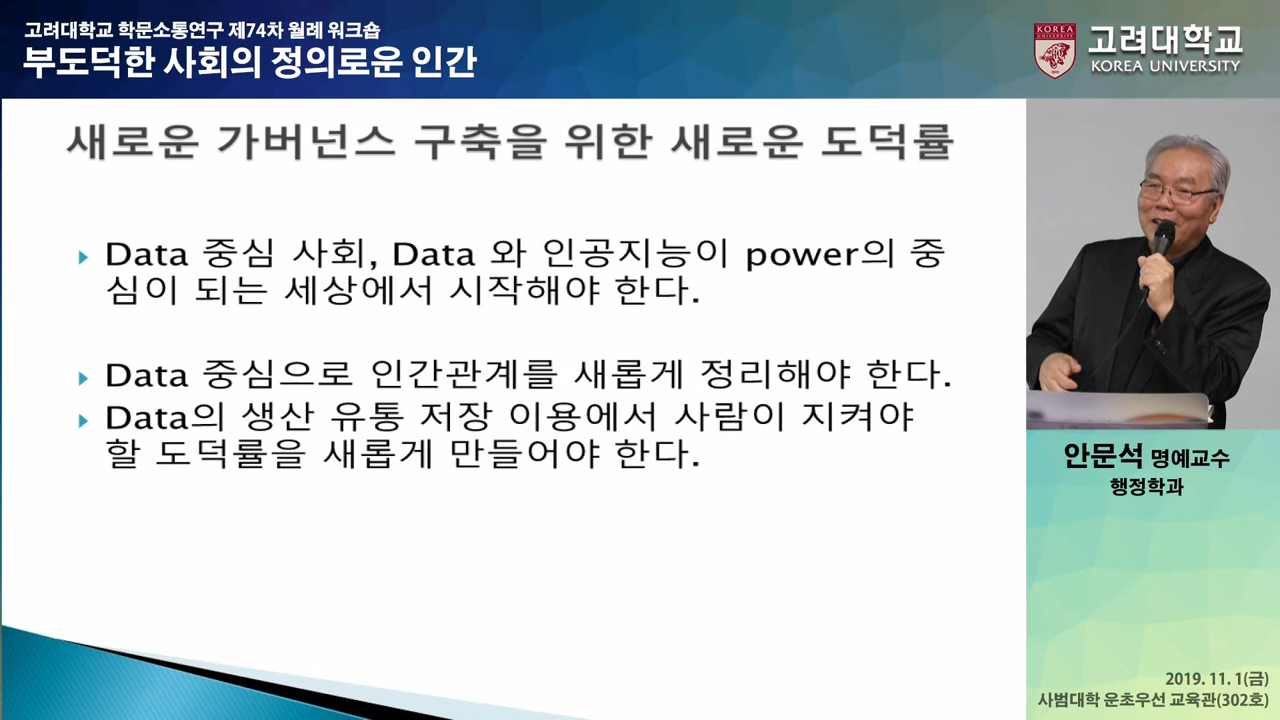 고려대학교 학문소통연구 제74차 월례 워크숍
부도덕한 사회의 정의로운 인간
KOREA
UNIVERSITY
1905
고려대학교
KOREA UNIVERSITY
새로운 가버넌스 구축을 위한 새로운 도덕률
Data 중심 사회, Data 와 인공지능이 power의 중
심이 되는 세상에서 시작해야 한다.
Data 중심으로 인간관계를 새롭게 정리해야 한다.
Data의 생산 유통 저장 이용에서 사람이 지켜야
할 도덕률을 새롭게 만들어야 한다.
안문석 명예교수
행정학과
2019. 11. 1(금)
사범대학 운초우선 교육관(302호)